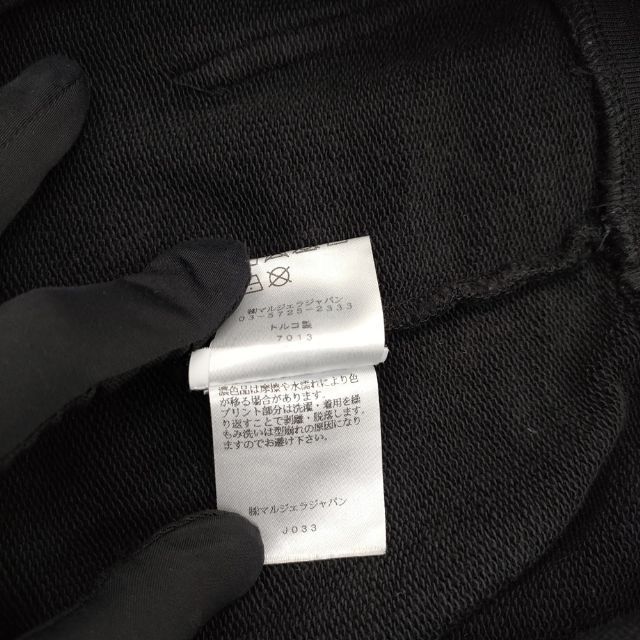 ㈱マルジェラジャパン
03-3725-2333
トルコ製
7013
濃色品は摩擦や水濡れにより色
が移る場合があります。
プリント部分は洗濯・着用を繰
り返すことで剥離・脱落します。
もみ洗いは型崩れの原因になり
ますのでお避け下さい。
㈱マルジェラジャパン
J033